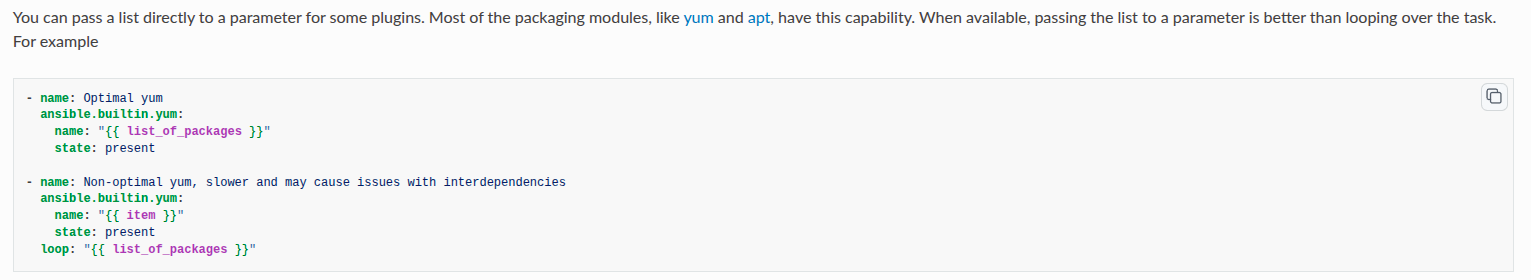 You can pass a list directly to a parameter for some plugins. Most of the packaging modules, like yum and apt, have this capability. When available, passing the list to a parameter is better than looping over the task.
For example
- name: Optimal yum
  ansible.builtin.yum:
    name: "{{ list_of_packages }}"
    state: present

- name: Non-optimal yum, slower and may cause issues with interdependencies
  ansible.builtin.yum:
    name: "{{ item }}"
    state: present
  loop: "{{ list_of_packages }}"